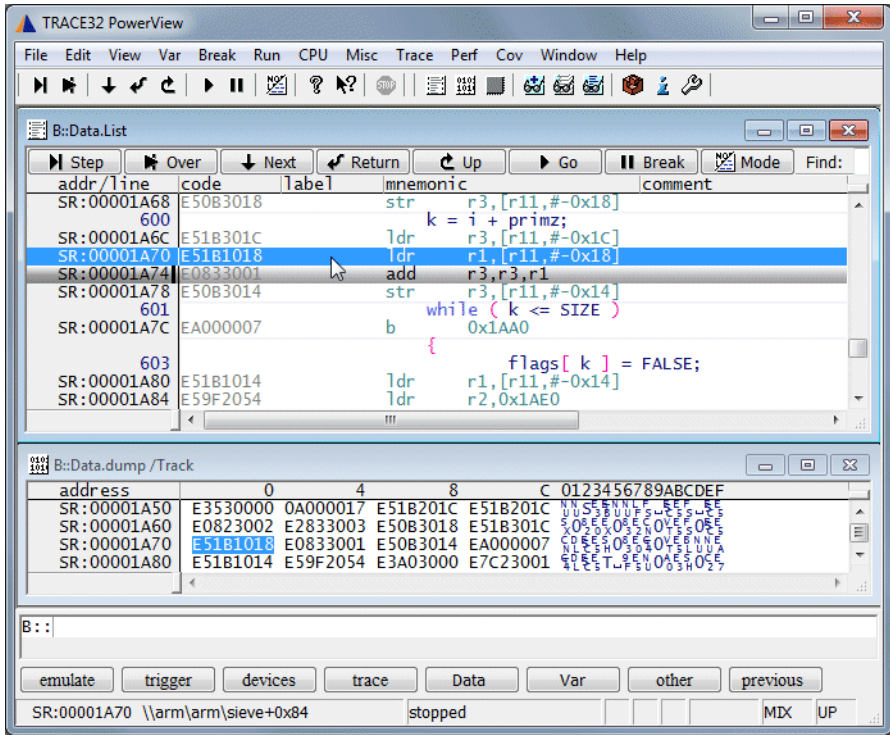 TRACE32 PowerView
File Edit View Var Break Run CPU Misc Trace Perf Cov Window Help
STOP
B::Data.List
Step Over Next Return Up Go Break Mode Find:
addr/line code label mnemonic comment
SR:00001A68 E50B3018 str r3,[r11,#-0x18]
600 k = i + primz;
SR:00001A6C E51B301C ldr r3,[r11,#-0x1C]
SR:00001A70 E51B1018 ldr r1,[r11,#-0x18]
SR:00001A74 E0833001 add r3,r3,r1
SR:00001A78 E50B3014 str r3,[r11,#-0x14]
601 while ( k <= SIZE )
SR:00001A7C EA000007 b 0x1AA0
{
603 flags[ k ] = FALSE;
SR:00001A80 E51B1014 ldr r1,[r11,#-0x14]
SR:00001A84 E59F2054 ldr r2,0x1AE0
B::Data.dump /Track
address 0 4 8 C 0123456789ABCDEF
SR:00001A50 E3530000 0A000017 E51B201C E51B201C
SR:00001A60 E0823002 E2833003 E50B3018 E51B301C
SR:00001A70 E51B1018 E0833001 E50B3014 EA000007
SR:00001A80 E51B1014 E59F2054 E3A03000 E7C23001
B::
emulate trigger devices trace Data Var other previous
SR:00001A70 \\arm\arm\sieve+0x84 stopped MIX UP